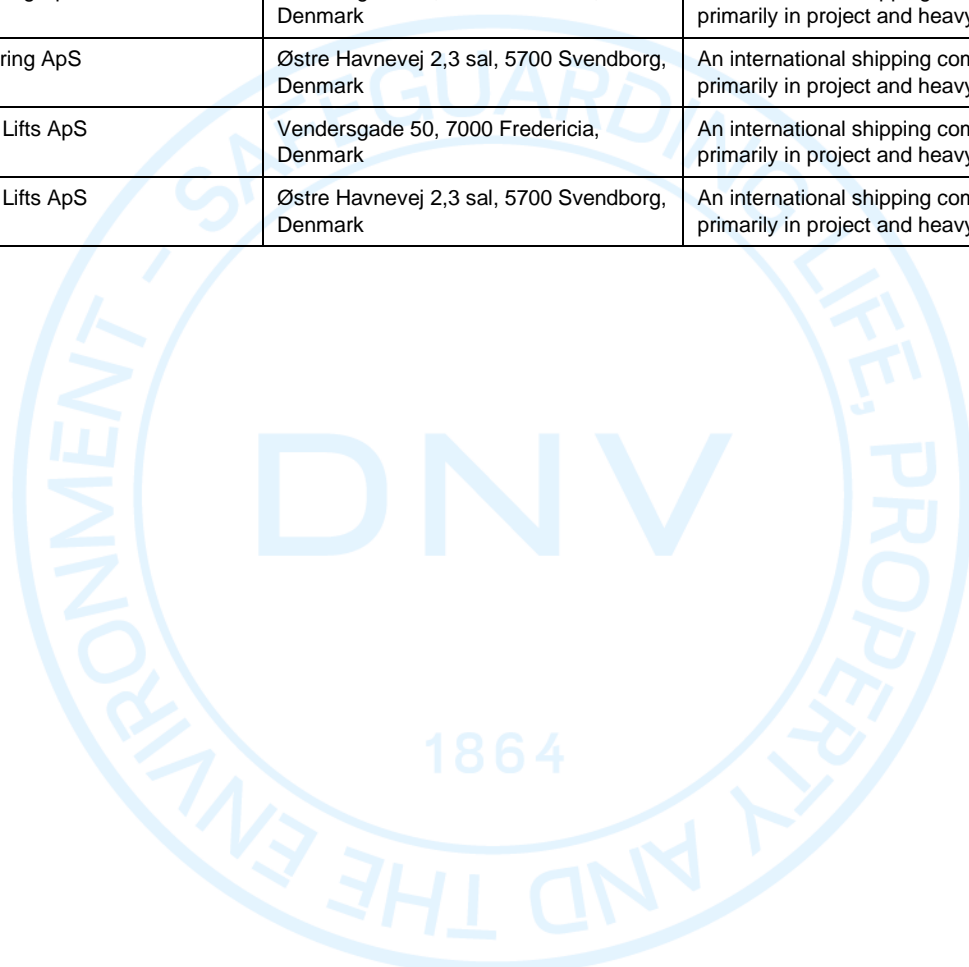 Denmark
primarily in project and heavy
ring ApS
Østre Havnevej 2,3 sal, 5700 Svendborg,
Denmark
An international shipping com
primarily in project and heavy
Lifts ApS
Vendersgade 50, 7000 Fredericia,
Denmark
An international shipping com
primarily in project and heavy
Lifts ApS
Østre Havnevej 2,3 sal, 5700 Svendborg,
Denmark
An international shipping com
primarily in project and heavy
SAFEGUARDING LIFE, PROPERTY AND THE ENVIRONMENT -
DNV
1864